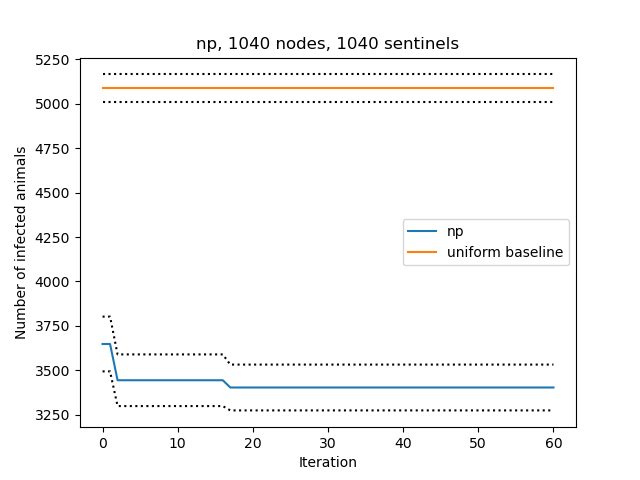 np, 1040 nodes, 1040 sentinels
5250
5000
4750
4500
4250
4000
3750
3500
3250
Number of infected animals
np
uniform baseline
0 10 20 30 40 50 60
Iteration